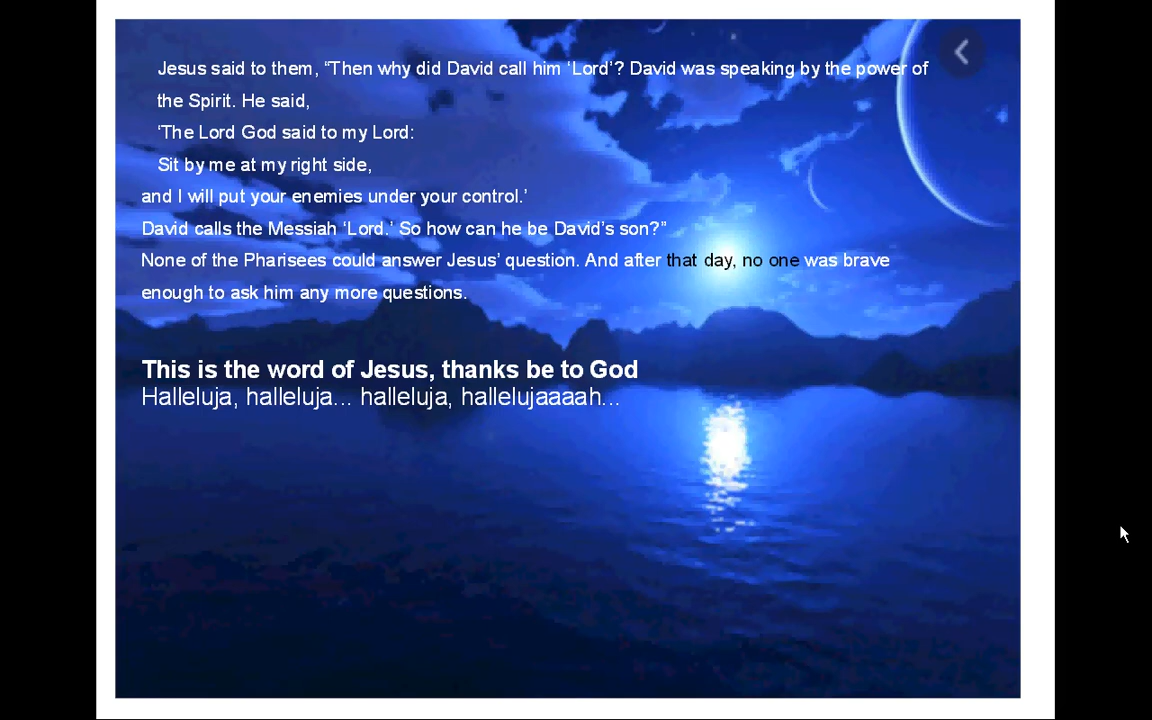 Jesus said to them, “Then why did David call him ‘Lord’? David was speaking by the power of
the Spirit. He said,
‘The Lord God said to my Lord:
Sit by me at my right side,
and I will put your enemies under your control.’
David calls the Messiah ‘Lord.’ So how can he be David’s son?”
None of the Pharisees could answer Jesus’ question. And after that day, no one was brave
enough to ask him any more questions.
This is the word of Jesus, thanks be to God
Halleluja, halleluja... halleluja, hallelujaaaah...